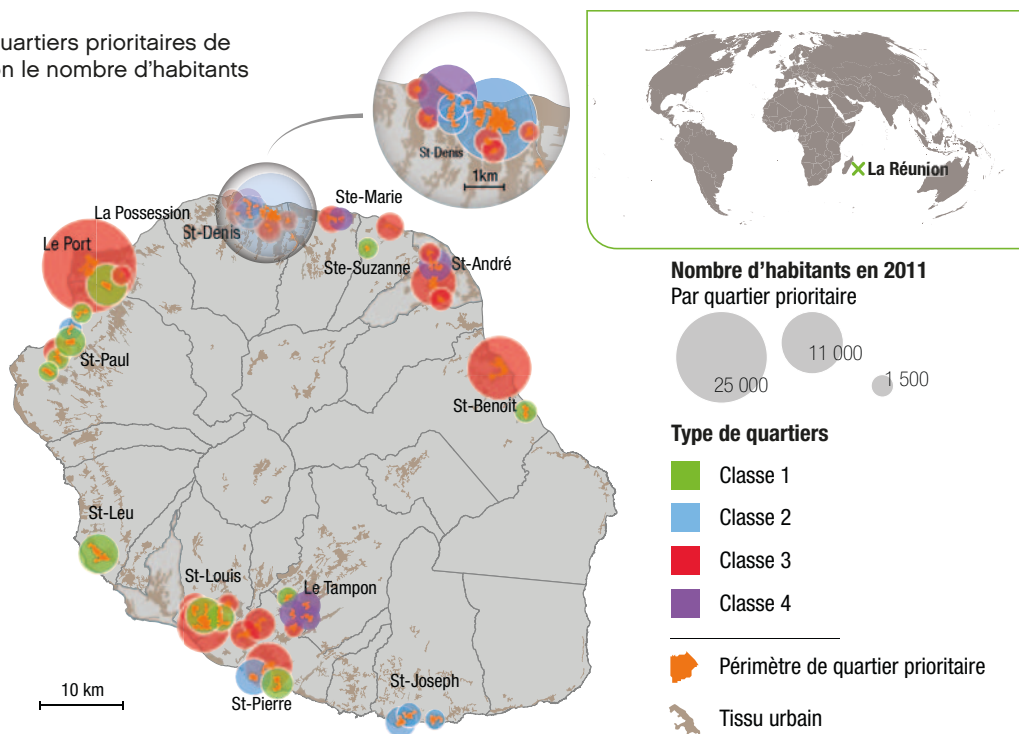 uartiers prioritaires de
n le nombre d'habitants
St-Denis
1km
La Réunion
La Possession
Ste-Marie
Le Port
St-Denis
Ste-Suzanne
St-André
St-Paul
St-Benoit
St-Leu
St-Louis
Le Tampon
St-Joseph
St-Pierre
10 km
Nombre d'habitants en 2011
Par quartier prioritaire
11 000
25 000
1 500
Type de quartiers
Classe 1
Classe 2
Classe 3
Classe 4
Périmètre de quartier prioritaire
Tissu urbain